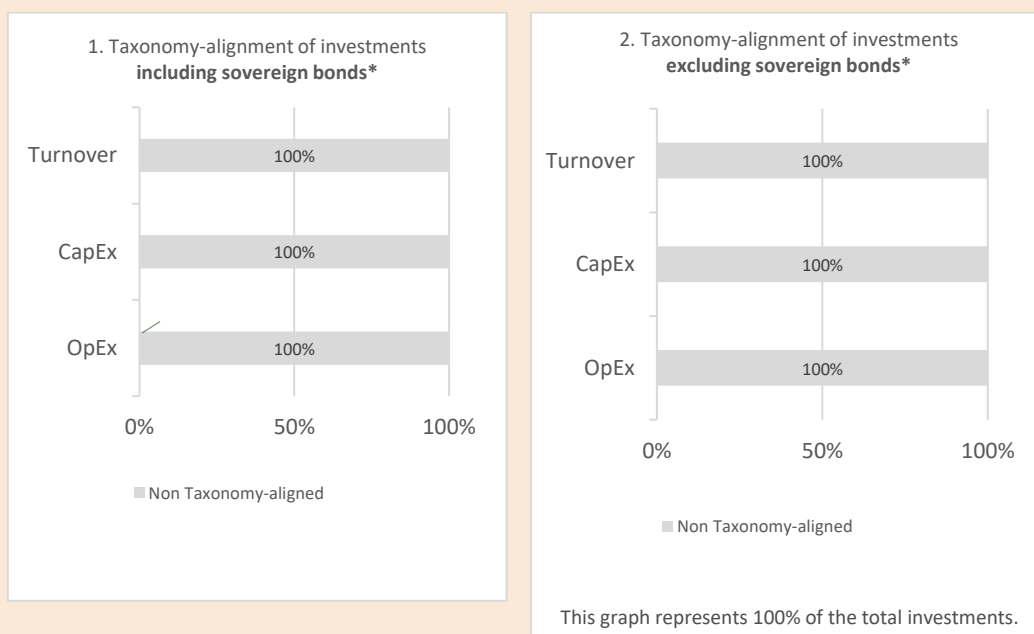 1. Taxonomy-alignment of investments
including sovereign bonds*
Turnover
100%
CapEx
100%
OpEx
100%
0%
50%
100%
Non Taxonomy-aligned
2. Taxonomy-alignment of investments
excluding sovereign bonds*
Turnover
100%
CapEx
100%
OpEx
100%
0%
50%
100%
Non Taxonomy-aligned
This graph represents 100% of the total investments.